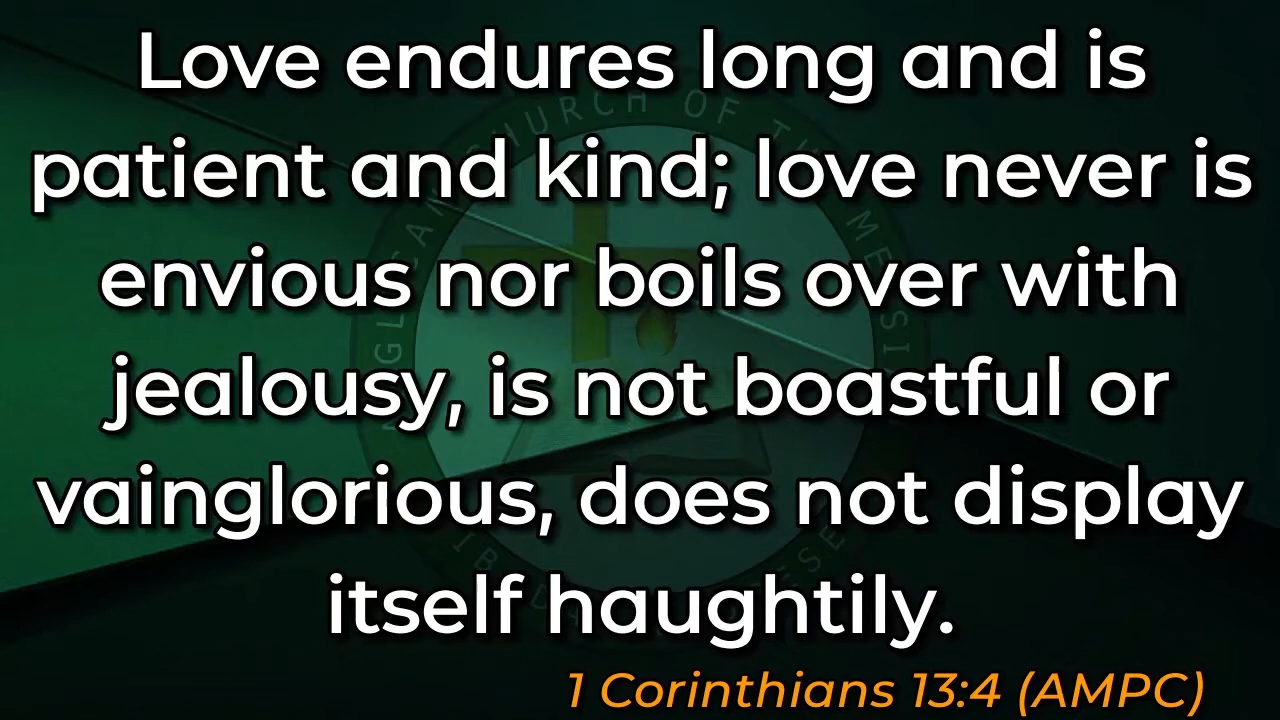 Love endures long and is
patient and kind; love never is
envious nor boils over with
jealousy, is not boastful or
vainglorious, does not display
itself haughtily.
1 Corinthians 13:4 (AMPC)